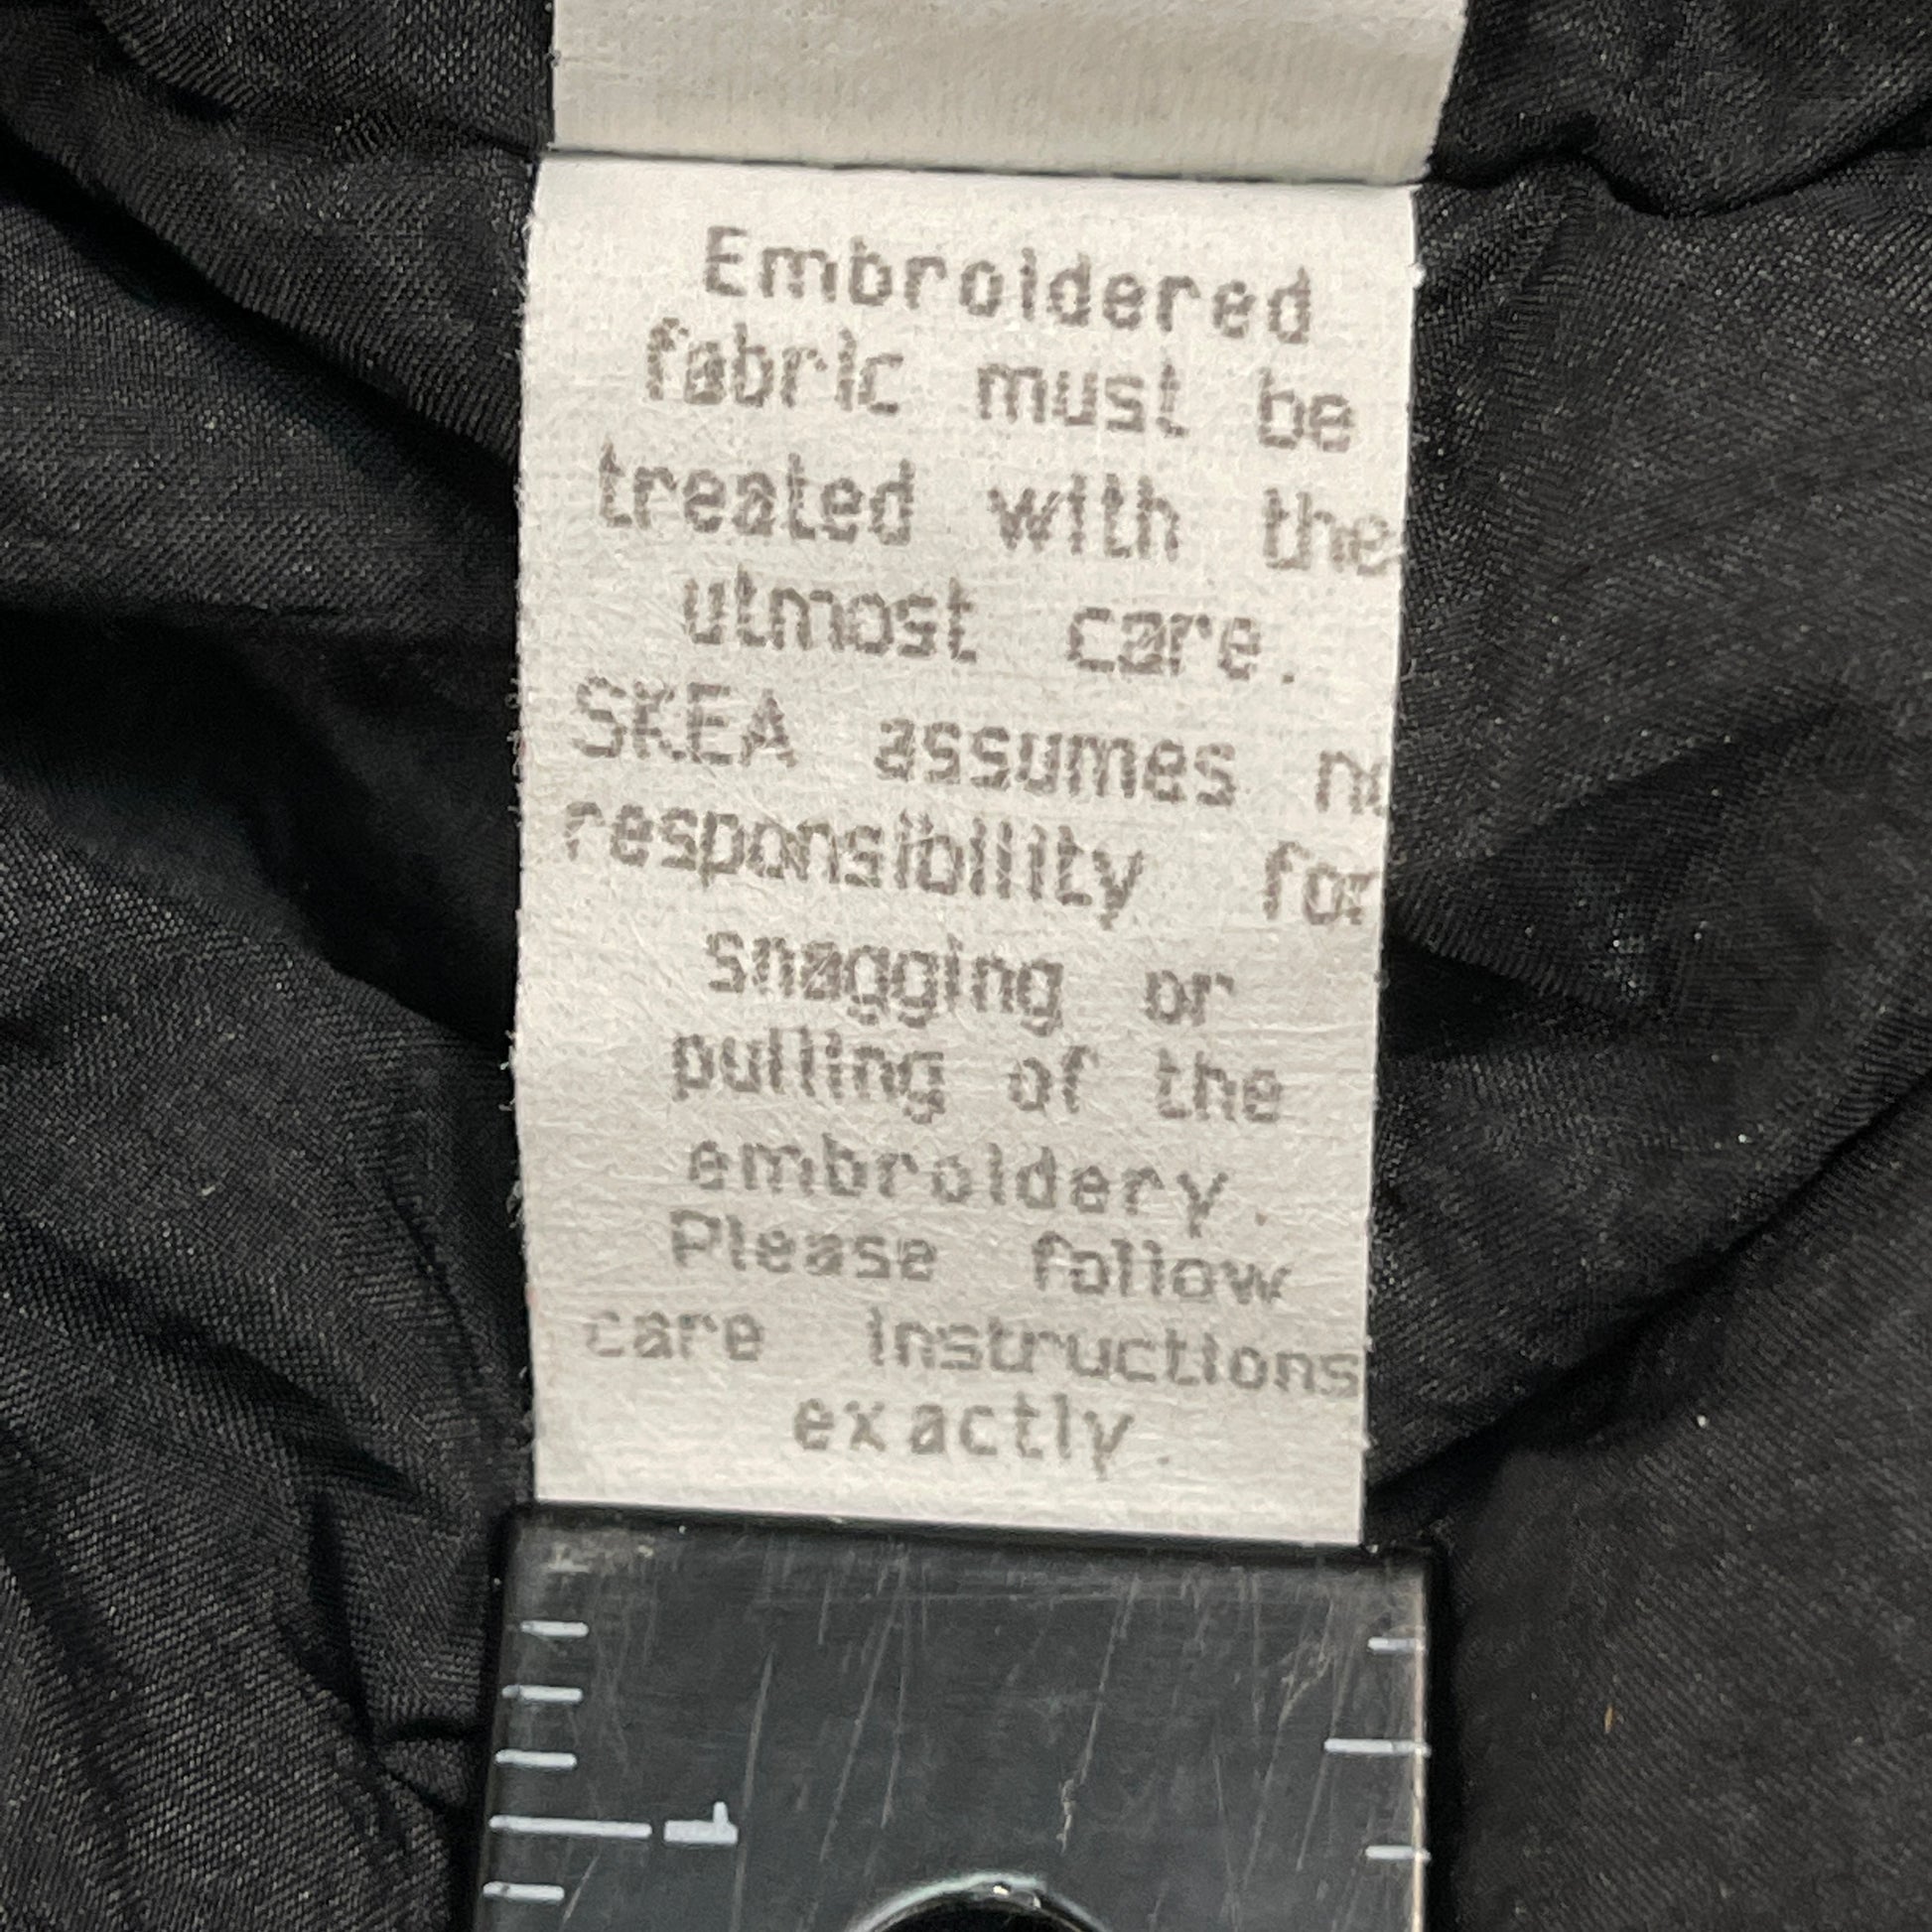 Embroidered
fabric must be
treated with the
utmost care.
SKEA assumes no
responsibility for
snagging or
pulling of the
embroidery.
Please follow
care instructions
exactly.
1